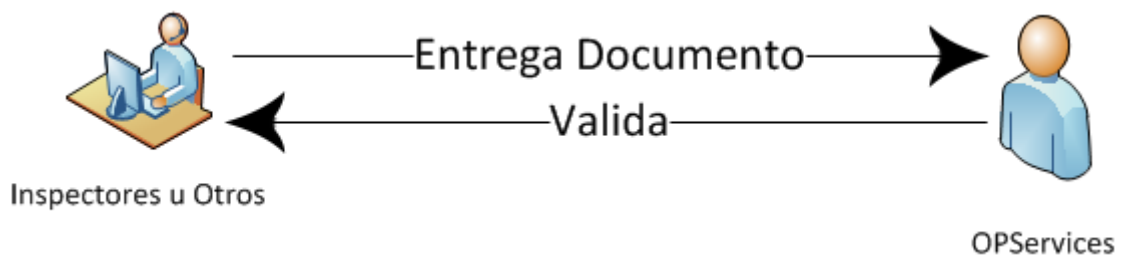 Entrega Documento
Valida
Inspectores u Otros
OPServices